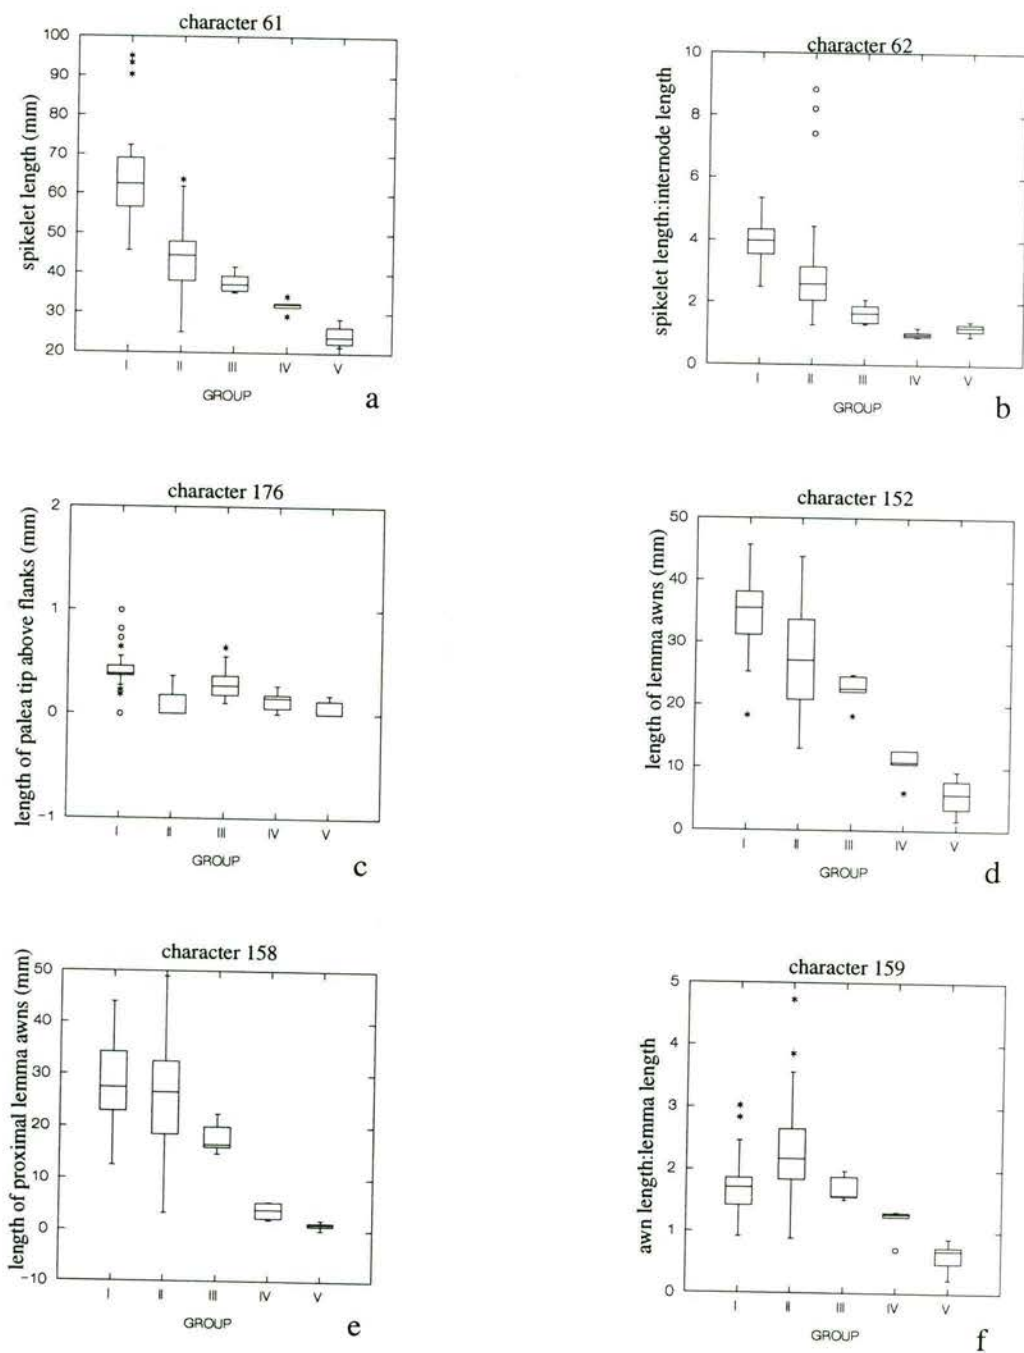 character 61
spikelet length (mm)
100
90
80
70
60
50
40
30
20
I II III IV V
GROUP
a
character 62
spikelet length:internode length
10
8
6
4
2
0
I II III IV V
GROUP
b
character 176
length of palea tip above flanks (mm)
2
1
0
-1
I II III IV V
GROUP
c
character 152
length of lemma awns (mm)
50
40
30
20
10
0
I II III IV V
GROUP
d
character 158
length of proximal lemma awns (mm)
50
40
30
20
10
0
-10
I II III IV V
GROUP
e
character 159
awn length:lemma length
5
4
3
2
1
0
I II III IV V
GROUP
f